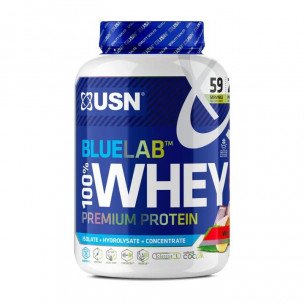 USN®
59
BLUELAB™
100% WHEY
PREMIUM PROTEIN
ISOLATE + HYDROLYSATE + CONCENTRATE